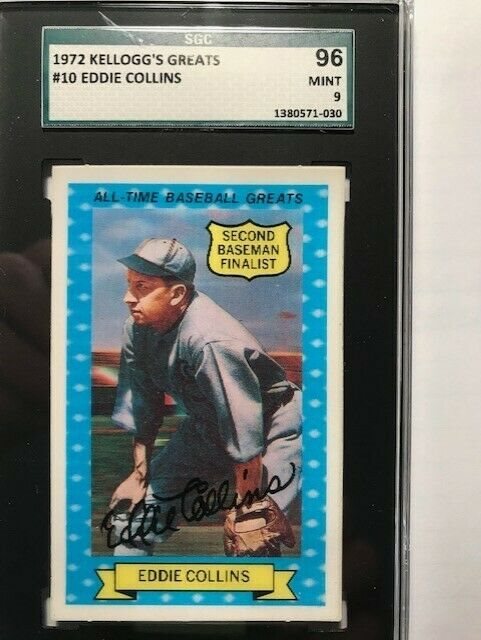 SGC
1972 KELLOGG'S GREATS
96
#10 EDDIE COLLINS
MINT
9
1380571-030
ALL-TIME BASEBALL GREATS
SECOND
BASEMAN
FINALIST
Eddie Collins
EDDIE COLLINS